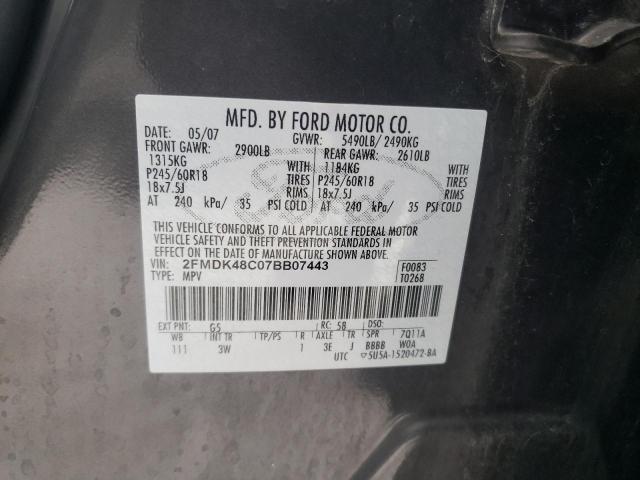 MFD. BY FORD MOTOR CO.
DATE: 05/07 GVWR: 5490LB/ 2490KG
FRONT GAWR: 2900LB REAR GAWR: 2610LB
1315KG WITH 1184KG WITH
P245/60R18 TIRES P245/60R18 TIRES
18x7.5J RIMS 18x7.5J RIMS
AT 240 kPa/ 35 PSI COLD AT 240 kPa/ 35 PSI COLD
THIS VEHICLE CONFORMS TO ALL APPLICABLE FEDERAL MOTOR
VEHICLE SAFETY AND THEFT PREVENTION STANDARDS IN
EFFECT ON THE DATE OF MANUFACTURE SHOWN ABOVE.
VIN: 2FMDK48C07BB07443 F0083
TYPE: MPV T0268
EXT PNT: G5 RC: 58 DSO:
WB INT TR TP/PS R AXLE TR SPR 7Q11A
111 3W 1 3E J BBBB W0A
UTC ▽5U5A-1520472-BA
Ford